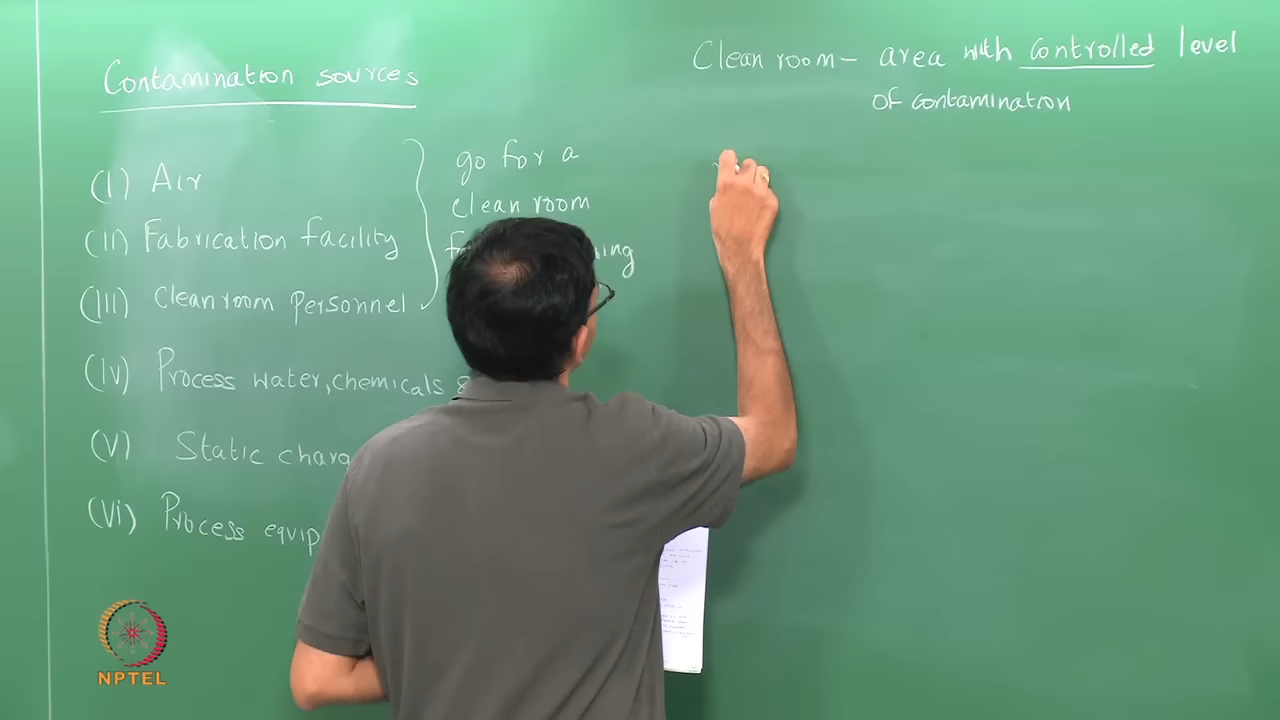 Contamination sources
(I) Air
(II) Fabrication facility
(III) Cleanroom Personnel
go for a
clean room
(IV) Process water, chemicals &
(V) Static
(VI) Process
Clean room - area with controlled level
of contamination
NPTEL